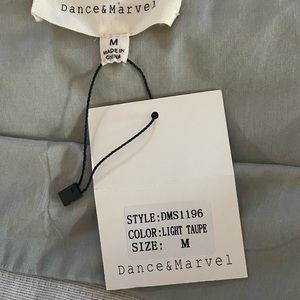 Dance&Marvel
M
MADE IN
CHINA
STYLE:DMS1196
COLOR:LIGHT TAUPE
SIZE: M
Dance&Marvel